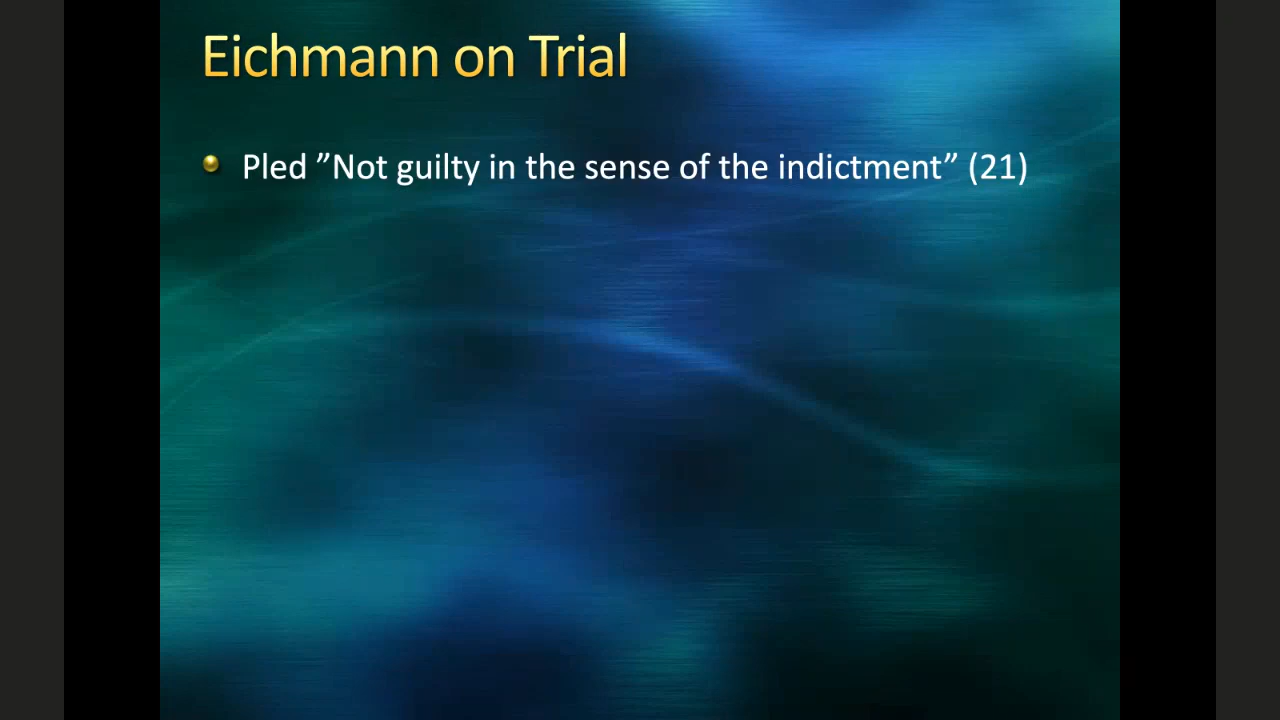 Eichmann on Trial
Pled ”Not guilty in the sense of the indictment” (21)